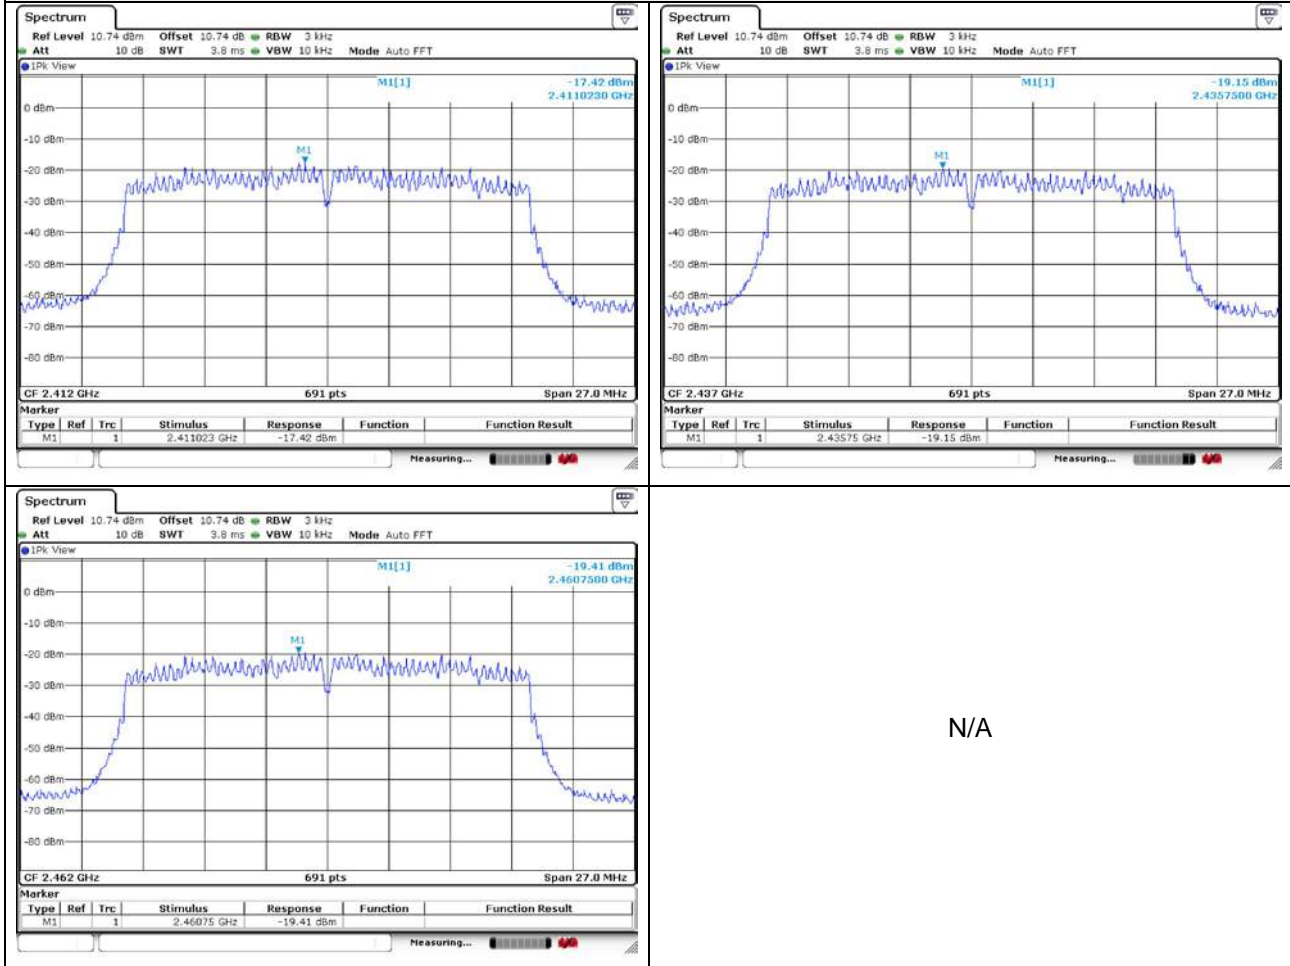 Spectrum
Ref Level 10.74 dBm Offset 10.74 dB RBW 3 kHz
Att 10 dB SWT 3.8 ms VBW 10 kHz Mode Auto FFT
1Pk View
M1[1] -17.42 dBm
2.4110230 GHz
0 dBm
-10 dBm
M1
-20 dBm
-30 dBm
-40 dBm
-50 dBm
-60 dBm
-70 dBm
-80 dBm
CF 2.412 GHz 691 pts Span 27.0 MHz
Marker
Type Ref Trc Stimulus Response Function Function Result
M1 1 2.411023 GHz -17.42 dBm
Measuring...
Spectrum
Ref Level 10.74 dBm Offset 10.74 dB RBW 3 kHz
Att 10 dB SWT 3.8 ms VBW 10 kHz Mode Auto FFT
1Pk View
M1[1] -19.15 dBm
2.4357500 GHz
0 dBm
-10 dBm
M1
-20 dBm
-30 dBm
-40 dBm
-50 dBm
-60 dBm
-70 dBm
-80 dBm
CF 2.437 GHz 691 pts Span 27.0 MHz
Marker
Type Ref Trc Stimulus Response Function Function Result
M1 1 2.43575 GHz -19.15 dBm
Measuring...
Spectrum
Ref Level 10.74 dBm Offset 10.74 dB RBW 3 kHz
Att 10 dB SWT 3.8 ms VBW 10 kHz Mode Auto FFT
1Pk View
M1[1] -19.41 dBm
2.4607500 GHz
0 dBm
-10 dBm
M1
-20 dBm
-30 dBm
-40 dBm
-50 dBm
-60 dBm
-70 dBm
-80 dBm
CF 2.462 GHz 691 pts Span 27.0 MHz
Marker
Type Ref Trc Stimulus Response Function Function Result
M1 1 2.46075 GHz -19.41 dBm
Measuring...
N/A